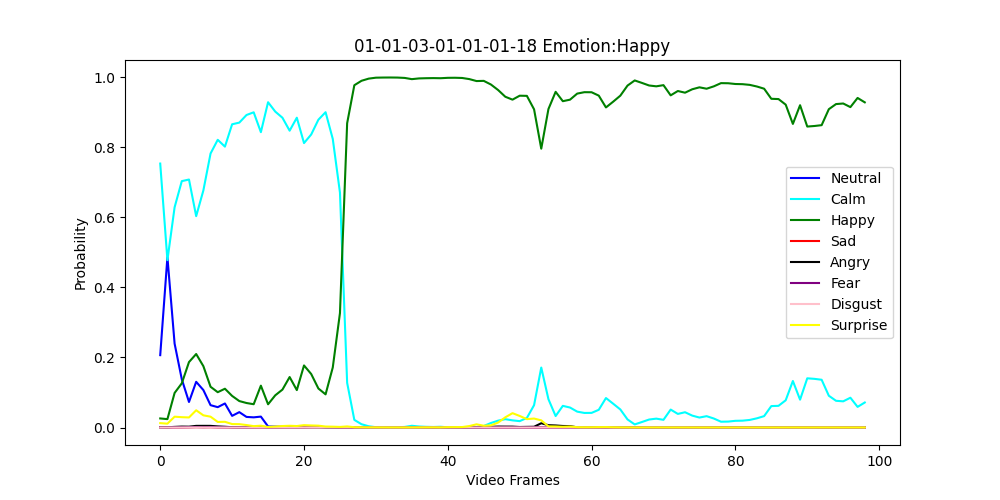 01-01-03-01-01-01-18 Emotion:Happy
Probability
1.0
0.8
0.6
0.4
0.2
0.0
0
20
40
60
80
100
Video Frames
Neutral
Calm
Happy
Sad
Angry
Fear
Disgust
Surprise